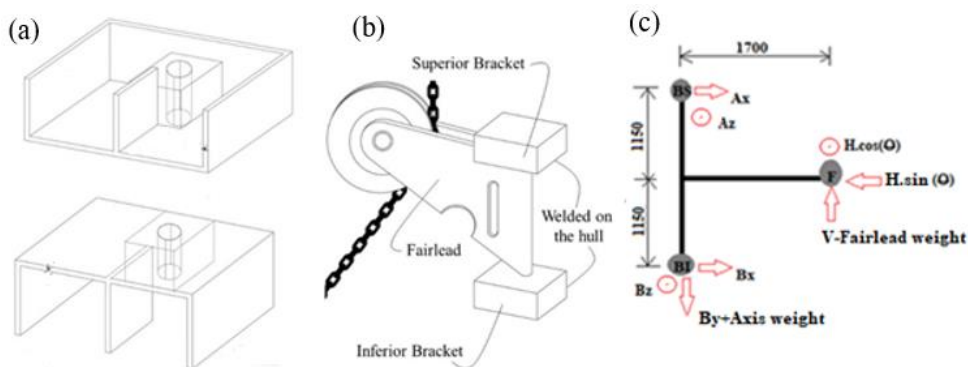 (a)
(b)
(c)
Superior Bracket
Fairlead
Welded on
the hull
Inferior Bracket
1700
BS
Ax
Az
1150
H.cos(Θ)
F
H.sin (Θ)
1150
V-Fairlead weight
BI
Bx
Bz
By+Axis weight